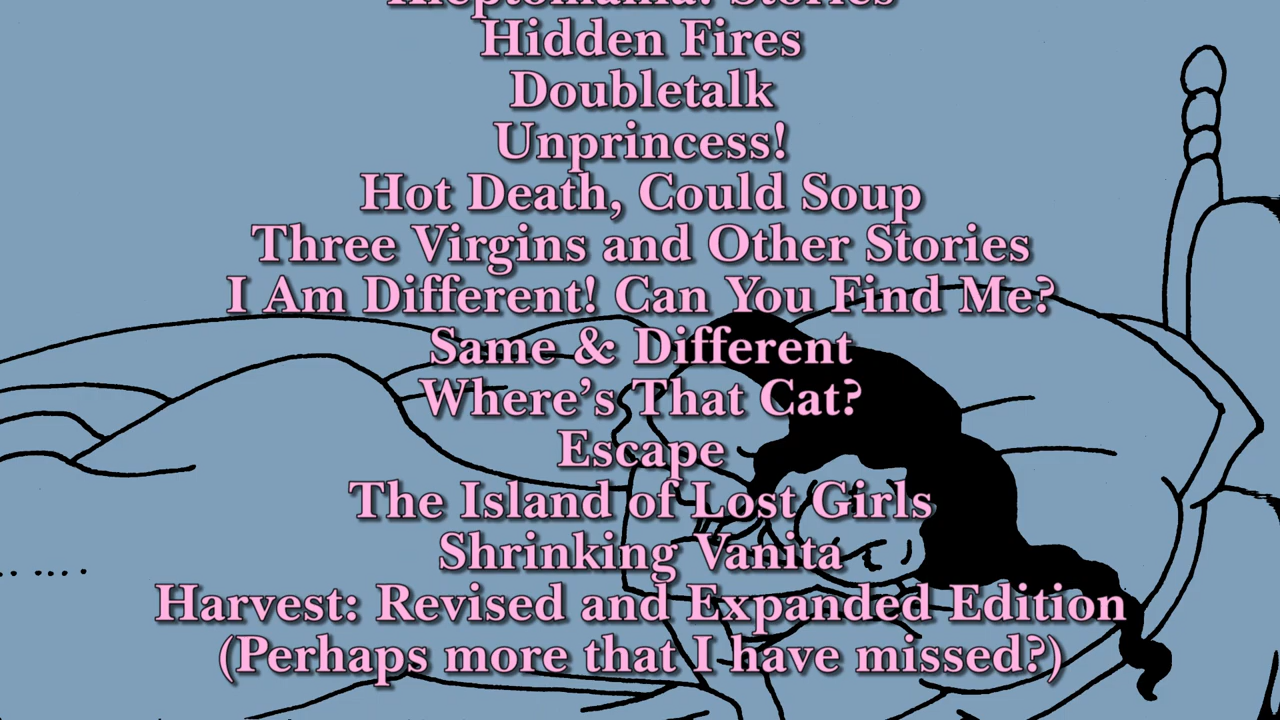 Kleptomania: Stories
Hidden Fires
Doubletalk
Unprincess!
Hot Death, Could Soup
Three Virgins and Other Stories
I Am Different! Can You Find Me?
Same & Different
Where’s That Cat?
Escape
The Island of Lost Girls
Shrinking Vanita
Harvest: Revised and Expanded Edition
(Perhaps more that I have missed?)